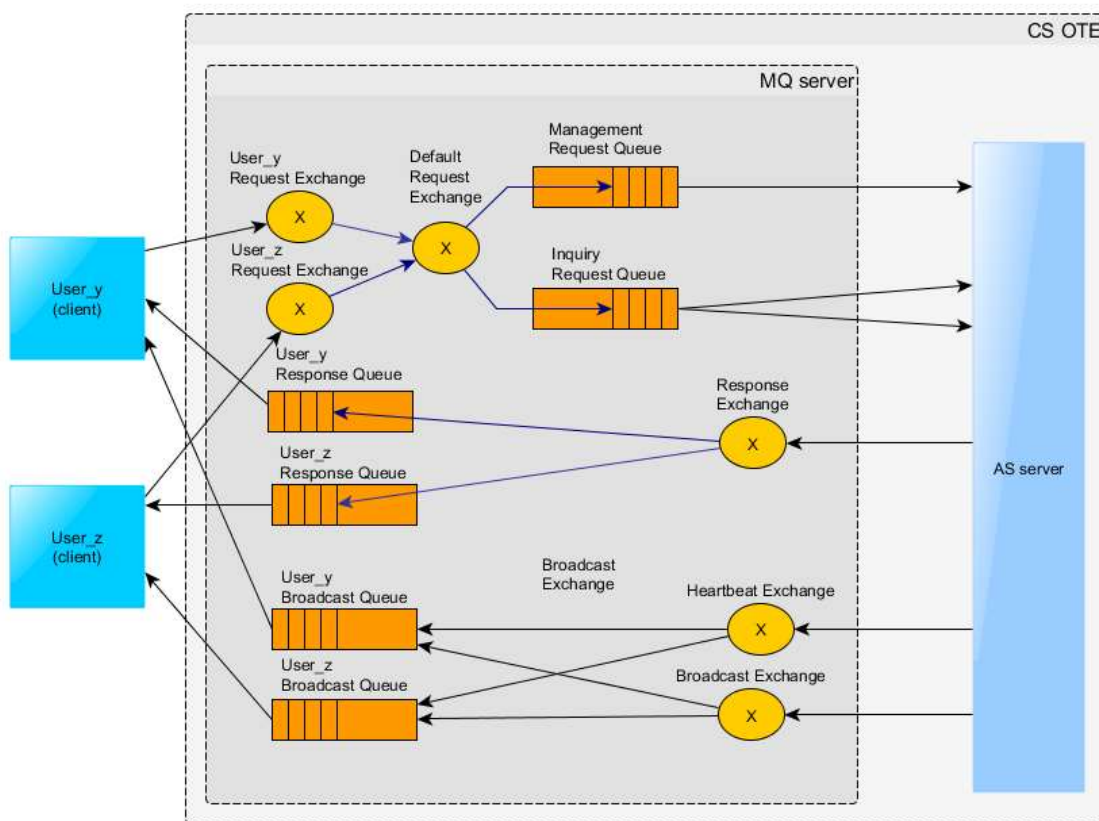 CS OTE
MQ server
User_y
Request Exchange
Default
Request
Exchange
Management
Request Queue
X
X
User_z
Request Exchange
X
Inquiry
Request Queue
User_y
(client)
User_y
Response Queue
Response
Exchange
X
User_z
Response Queue
AS server
User_z
(client)
User_y
Broadcast Queue
Broadcast
Exchange
Heartbeat Exchange
X
User_z
Broadcast Queue
Broadcast Exchange
X